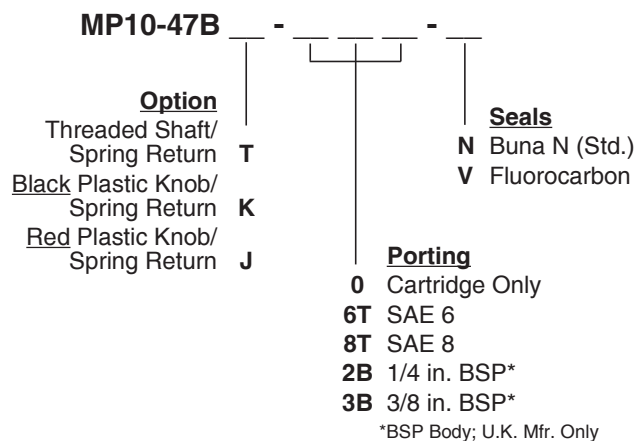 MP10-47B __ - __ __ __ - __
Option
Threaded Shaft/
Spring Return T
Black Plastic Knob/
Spring Return K
Red Plastic Knob/
Spring Return J
Seals
N Buna N (Std.)
V Fluorocarbon
Porting
0 Cartridge Only
6T SAE 6
8T SAE 8
2B 1/4 in. BSP*
3B 3/8 in. BSP*
*BSP Body; U.K. Mfr. Only